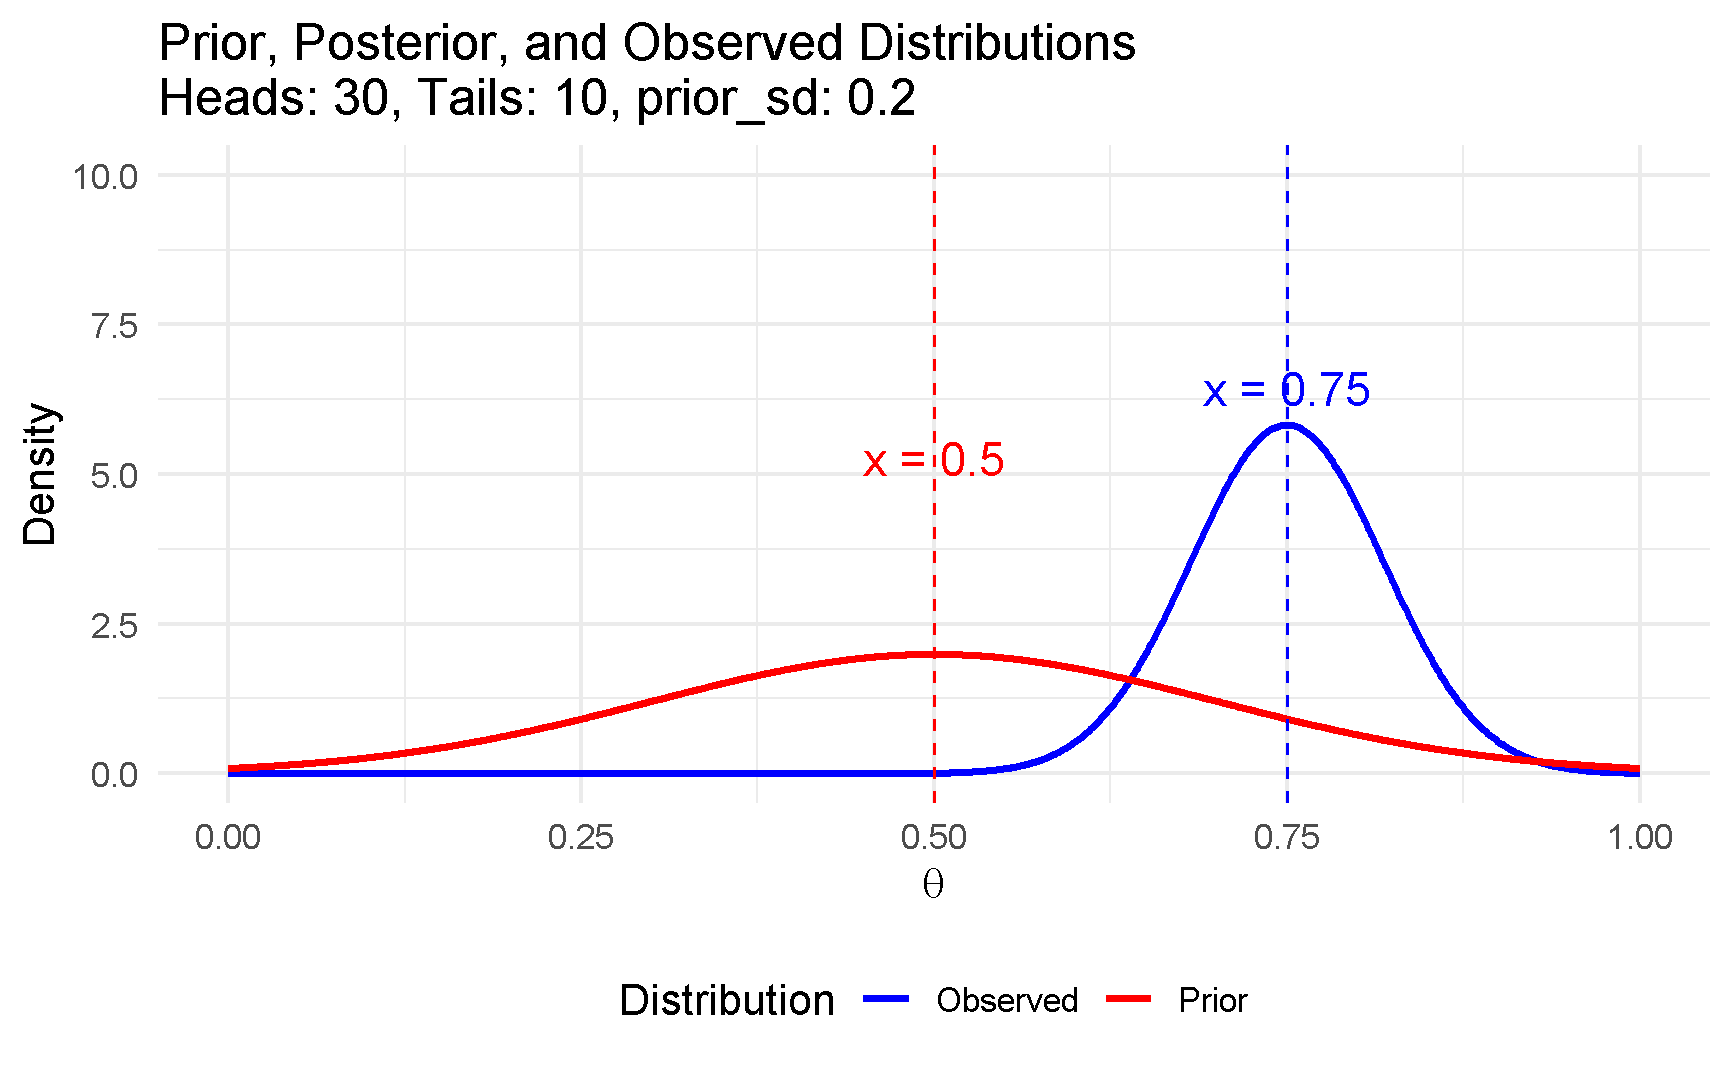 Prior, Posterior, and Observed Distributions
Heads: 30, Tails: 10, prior_sd: 0.2
10.0
7.5
5.0
2.5
0.0
Density
x = 0.75
x = 0.5
0.00 0.25 0.50 0.75 1.00
θ
Distribution Observed Prior